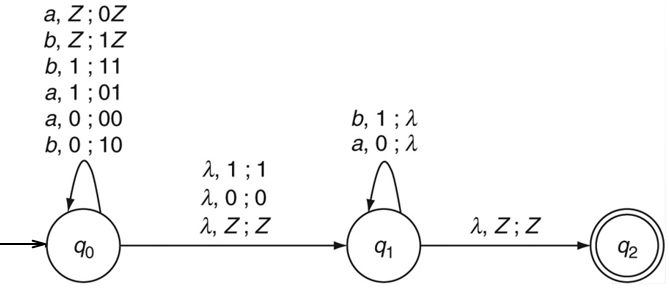 a, Z ; 0Z
b, Z ; 1Z
b, 1 ; 11
a, 1 ; 01
a, 0 ; 00
b, 0 ; 10
λ, 1 ; 1
λ, 0 ; 0
λ, Z ; Z
b, 1 ; λ
a, 0 ; λ
λ, Z ; Z
q₀
q₁
q₂